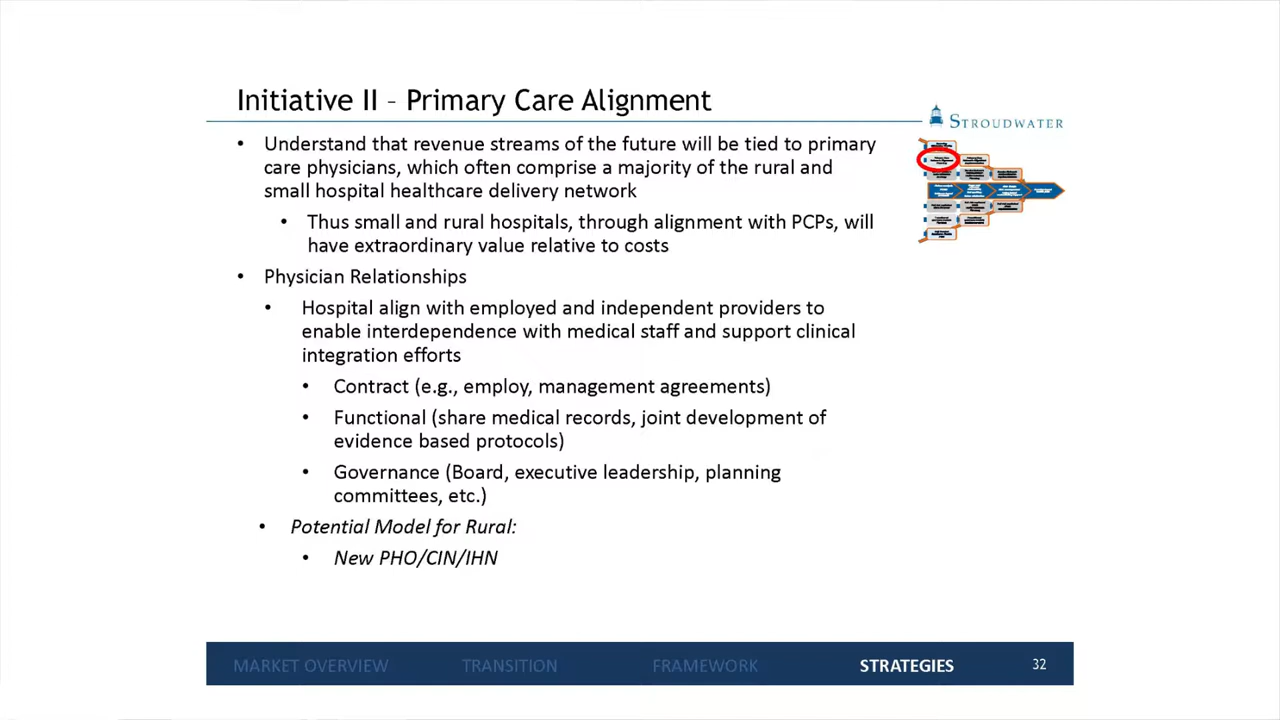 Initiative II – Primary Care Alignment
STROUDWATER
• Understand that revenue streams of the future will be tied to primary
care physicians, which often comprise a majority of the rural and
small hospital healthcare delivery network
• Thus small and rural hospitals, through alignment with PCPs, will
have extraordinary value relative to costs
• Physician Relationships
• Hospital align with employed and independent providers to
enable interdependence with medical staff and support clinical
integration efforts
• Contract (e.g., employ, management agreements)
• Functional (share medical records, joint development of
evidence based protocols)
• Governance (Board, executive leadership, planning
committees, etc.)
• Potential Model for Rural:
• New PHO/CIN/IHN
MARKET OVERVIEW TRANSITION FRAMEWORK STRATEGIES 32